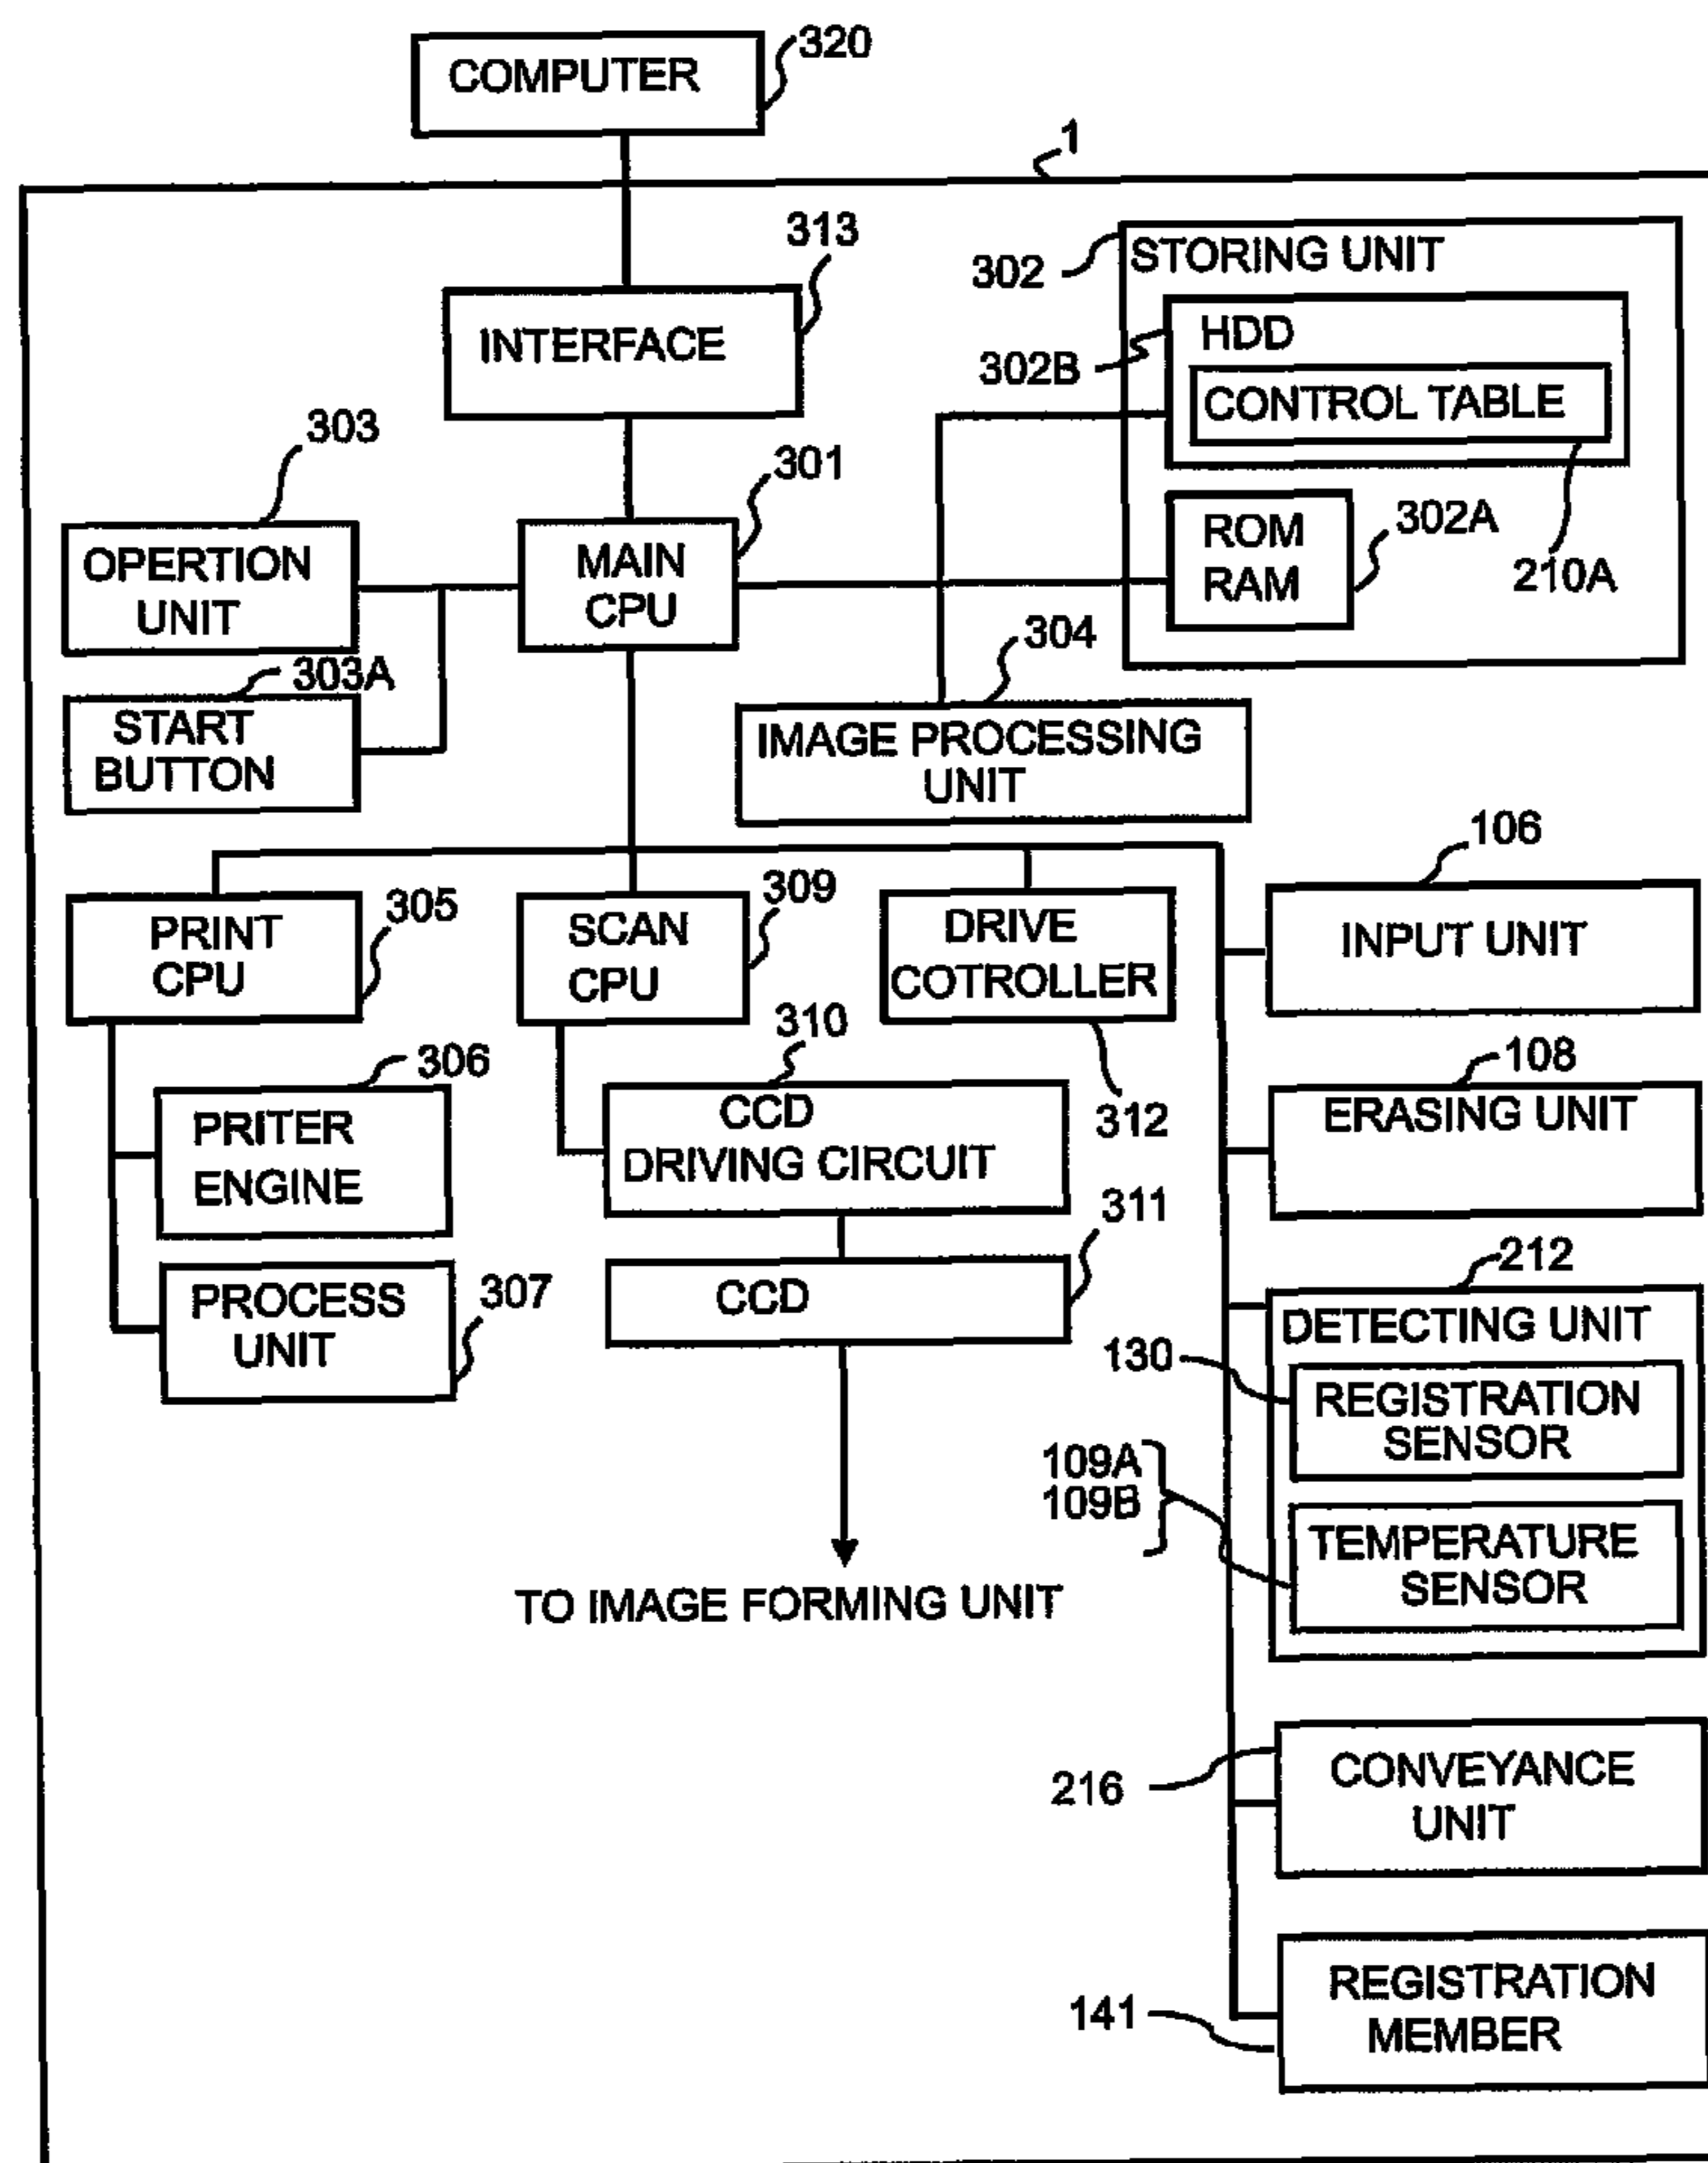 COMPUTER
320
1
313
INTERFACE
302
STORING UNIT
302B
HDD
CONTROL TABLE
303
301
OPERTION
UNIT
MAIN
CPU
ROM
RAM
302A
210A
303A
START
BUTTON
304
IMAGE PROCESSING
UNIT
PRINT
CPU
305
SCAN
CPU
309
DRIVE
COTROLLER
312
106
INPUT UNIT
306
PRITER
ENGINE
310
CCD
DRIVING CIRCUIT
108
ERASING UNIT
PROCESS
UNIT
307
311
CCD
212
DETECTING UNIT
130
REGISTRATION
SENSOR
109A
109B
TEMPERATURE
SENSOR
TO IMAGE FORMING UNIT
216
CONVEYANCE
UNIT
141
REGISTRATION
MEMBER